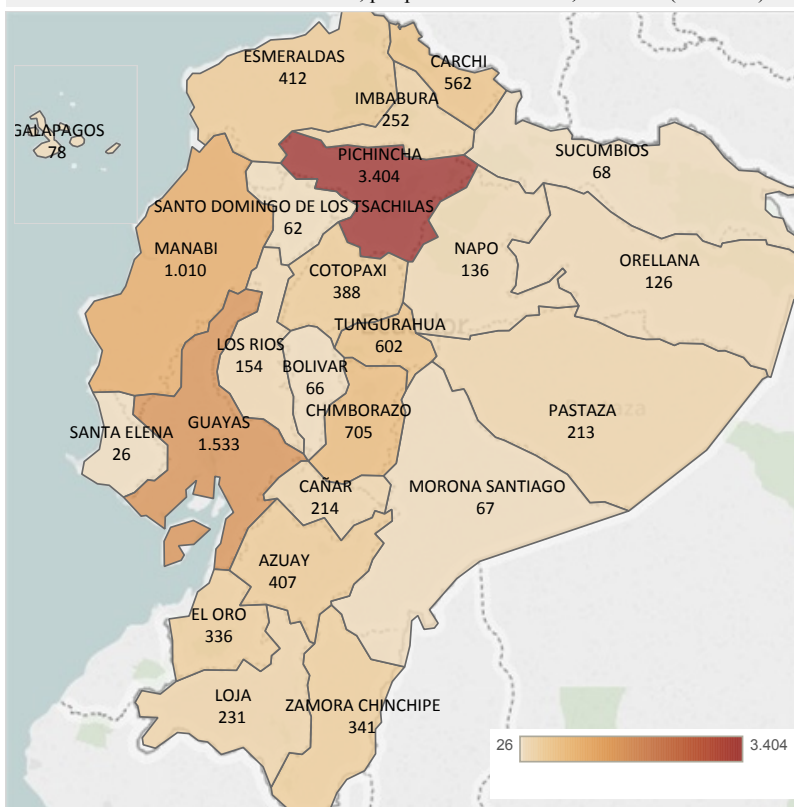 ESMERALDAS
412
CARCHI
562
IMBABURA
252
GALAPAGOS
78
PICHINCHA
3.404
SUCUMBIOS
68
SANTO DOMINGO DE LOS TSACHILAS
62
MANABI
1.010
NAPO
136
ORELLANA
126
COTOPAXI
388
TUNGURAHUA
602
LOS RIOS
154
BOLIVAR
66
CHIMBORAZO
705
PASTAZA
213
GUAYAS
1.533
SANTA ELENA
26
CAÑAR
214
MORONA SANTIAGO
67
AZUAY
407
EL ORO
336
LOJA
231
ZAMORA CHINCHIPE
341
26
3.404